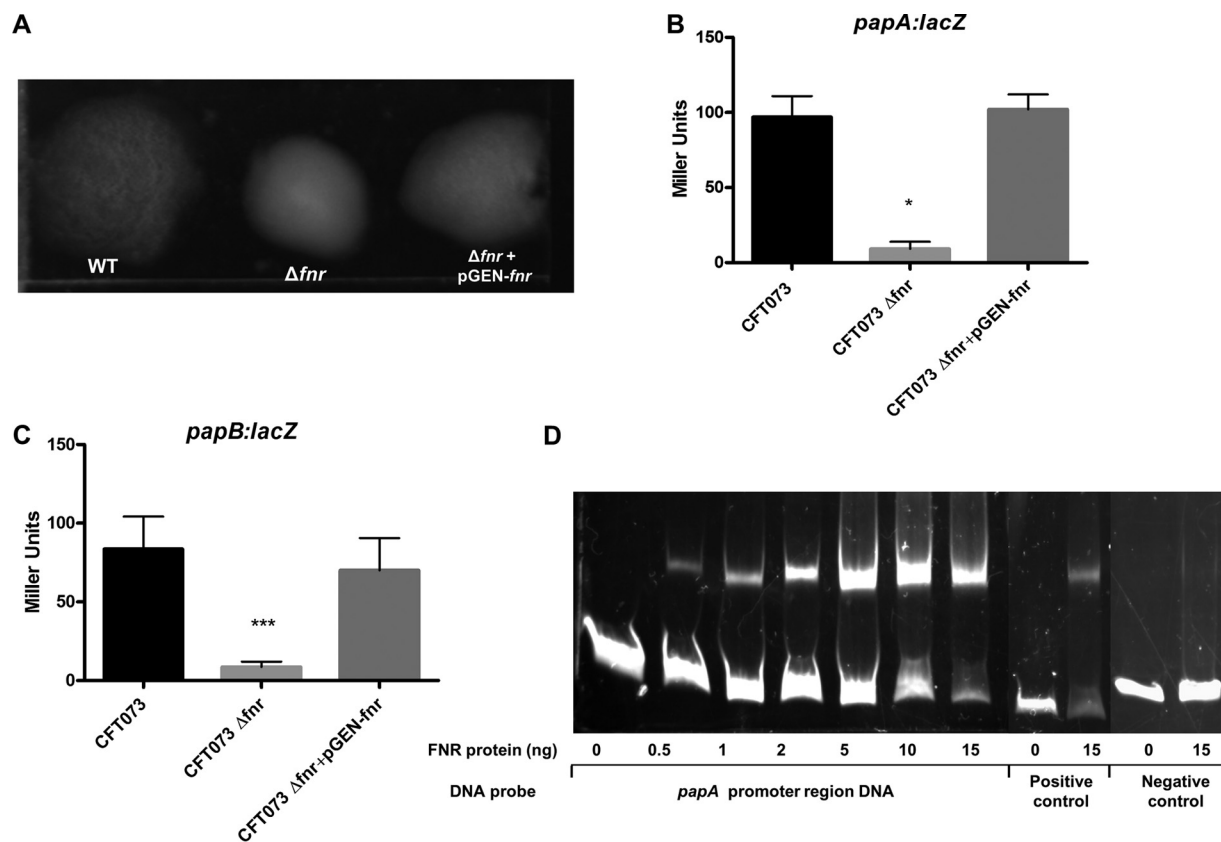 A
WT
Δfnr
Δfnr +
pGEN-fnr
B
papA:lacZ
Miller Units
150
100
50
0
*
CFT073
CFT073 Δfnr
CFT073 Δfnr+pGEN-fnr
C
papB:lacZ
Miller Units
150
100
50
0
***
CFT073
CFT073 Δfnr
CFT073 Δfnr+pGEN-fnr
D
FNR protein (ng) 0 0.5 1 2 5 10 15 0 15 0 15
DNA probe papA promoter region DNA Positive control Negative control